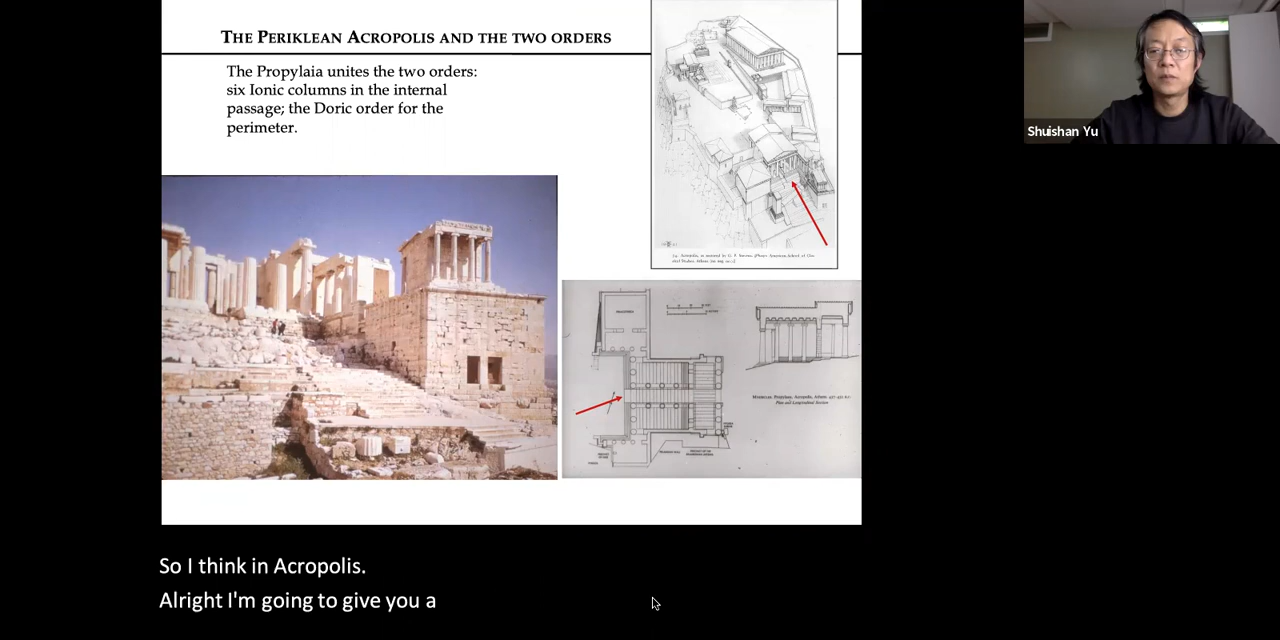 THE PERIKLEAN ACROPOLIS AND THE TWO ORDERS
The Propylaia unites the two orders:
six Ionic columns in the internal
passage; the Doric order for the
perimeter.
Shuishan Yu
So I think in Acropolis.
Alright I'm going to give you a